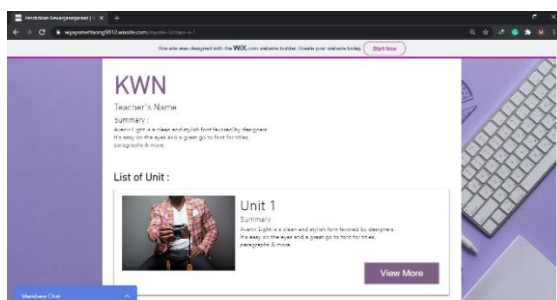 Pendidikan Kewarganegaraan |
This site was designed with the WiX.com website builder. Create your website today.
Start Now
KWN
Teacher's Name
Summary :
Avenir Light is a clean and stylish font favored by designers.
It's easy on the eyes and a great go to font for titles,
paragraphs & more.
List of Unit :
Unit 1
Summary :
Avenir Light is a clean and stylish font favored by designers.
It's easy on the eyes and a great go to font for titles,
paragraphs & more.
View More
Members Chat